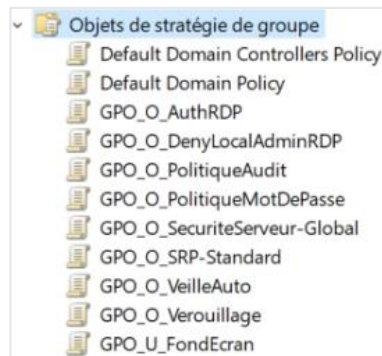 Objets de stratégie de groupe
Default Domain Controllers Policy
Default Domain Policy
GPO_O_AuthRDP
GPO_O_DenyLocalAdminRDP
GPO_O_PolitiqueAudit
GPO_O_PolitiqueMotDePasse
GPO_O_SecuriteServeur-Global
GPO_O_SRP-Standard
GPO_O_VeilleAuto
GPO_O_Verouillage
GPO_U_FondEcran